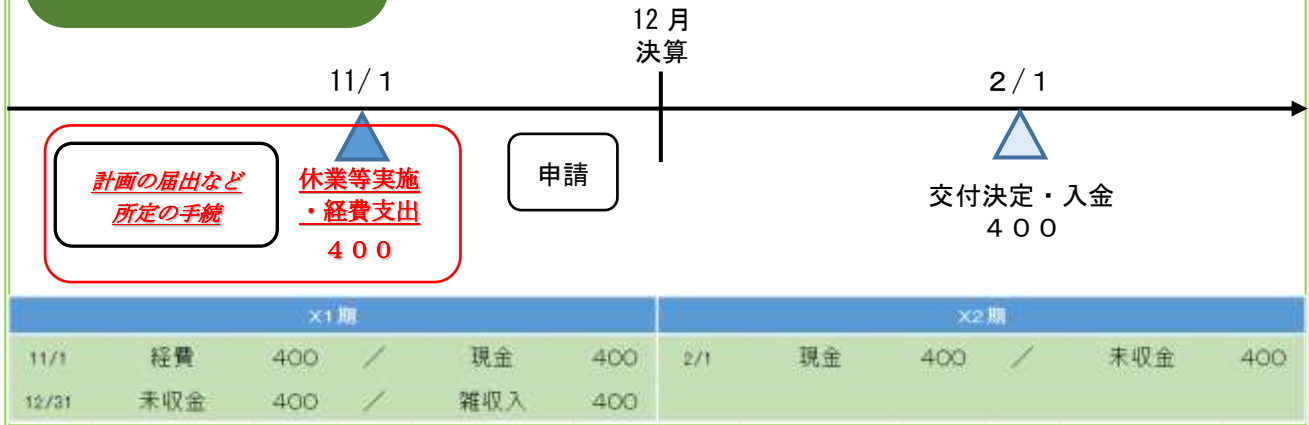 12 月
決算
11/１
２/１
計画の届出など
所定の手続
休業等実施
・経費支出
４００
申請
交付決定・入金
４００
X1期 X2期
11/1 経費 400 ／ 現金 400 2/1 現金 400 ／ 未収金 400
12/31 未収金 400 ／ 雑収入 400